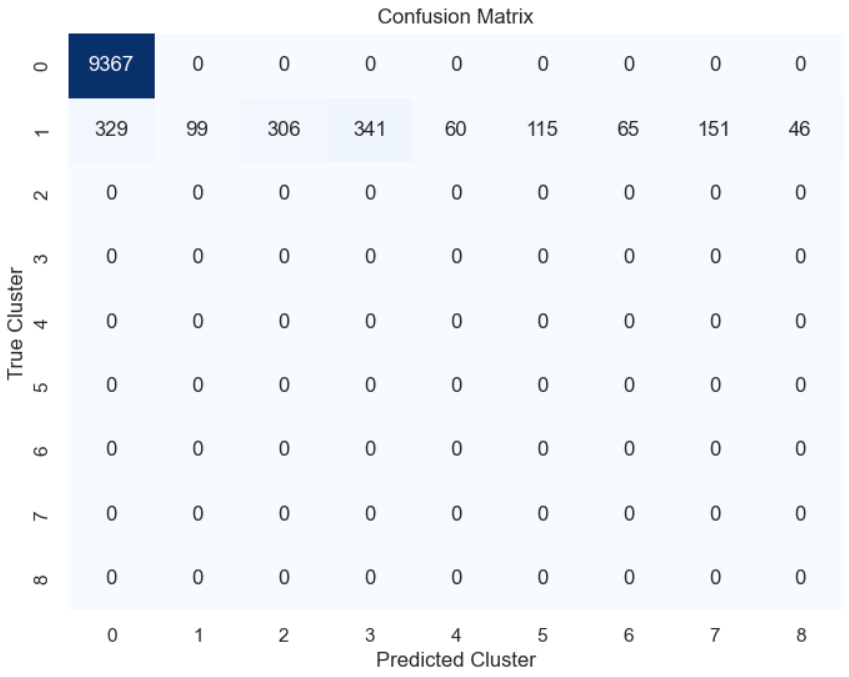 Confusion Matrix
0 9367 0 0 0 0 0 0 0 0
1 329 99 306 341 60 115 65 151 46
2 0 0 0 0 0 0 0 0 0
3 0 0 0 0 0 0 0 0 0
4 0 0 0 0 0 0 0 0 0
5 0 0 0 0 0 0 0 0 0
6 0 0 0 0 0 0 0 0 0
7 0 0 0 0 0 0 0 0 0
8 0 0 0 0 0 0 0 0 0
True Cluster
0 1 2 3 4 5 6 7 8
Predicted Cluster